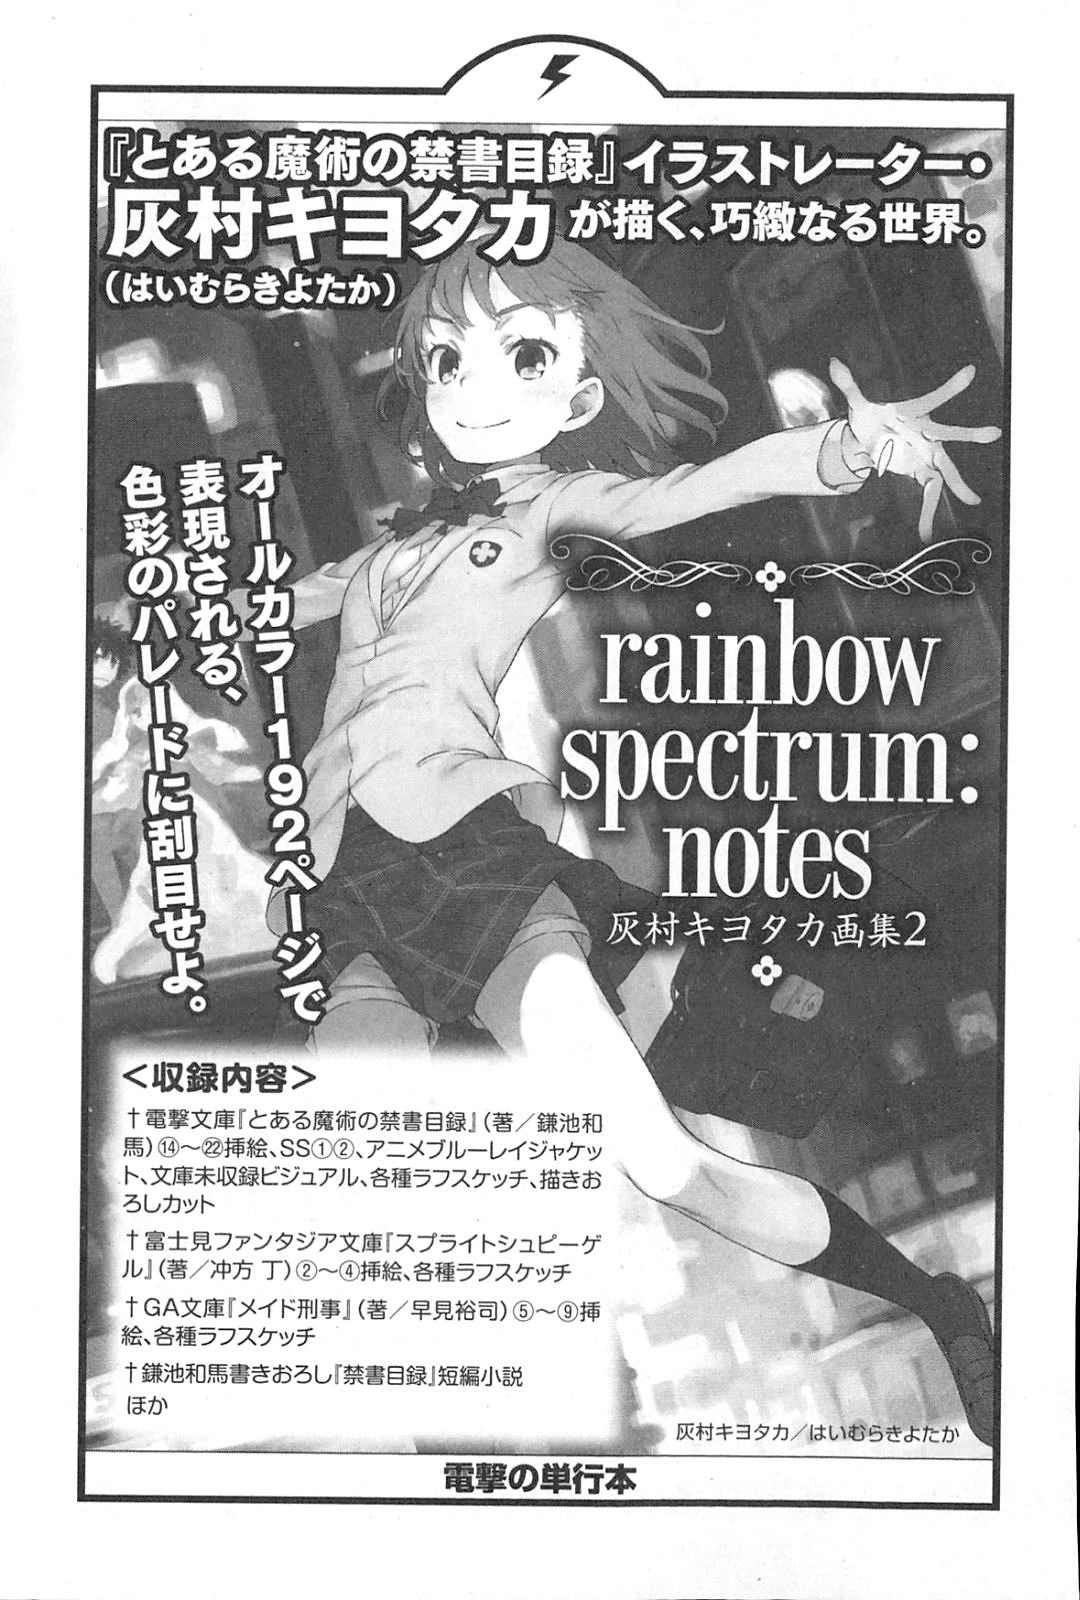 『とある魔術の禁書目録』イラストレーター・
灰村キヨタカが描く、巧緻なる世界。
(はいむらきよたか)
オールカラー192ページで
表現される、
色彩のパレードに刮目せよ。
rainbow
spectrum:
notes
灰村キヨタカ画集2
＜収録内容＞
†電撃文庫『とある魔術の禁書目録』(著／鎌池和
馬)⑭〜㉒挿絵、SS①②、アニメブルーレイジャケッ
ト、文庫未収録ビジュアル、各種ラフスケッチ、描きお
ろしカット
†富士見ファンタジア文庫『スプライトシュピーゲ
ル』(著／冲方 丁)②〜④挿絵、各種ラフスケッチ
†GA文庫『メイド刑事』(著／早見裕司)⑤〜⑨挿
絵、各種ラフスケッチ
†鎌池和馬書きおろし『禁書目録』短編小説
ほか
灰村キヨタカ／はいむらきよたか
電撃の単行本